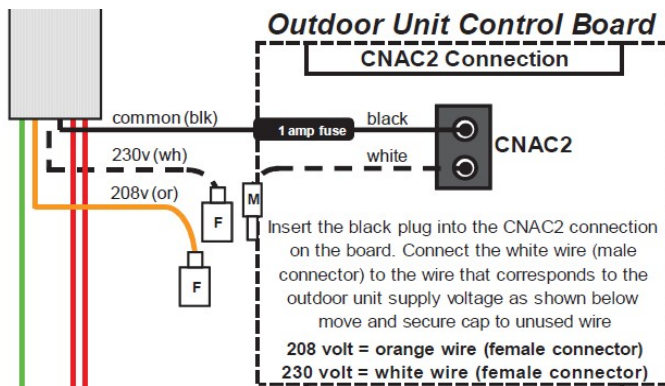 Outdoor Unit Control Board
CNAC2 Connection
common (blk)
1 amp fuse
black
230v (wh)
white
CNAC2
208v (or)
F
M
F
Insert the black plug into the CNAC2 connection
on the board. Connect the white wire (male
connector) to the wire that corresponds to the
outdoor unit supply voltage as shown below
move and secure cap to unused wire
208 volt = orange wire (female connector)
230 volt = white wire (female connector)